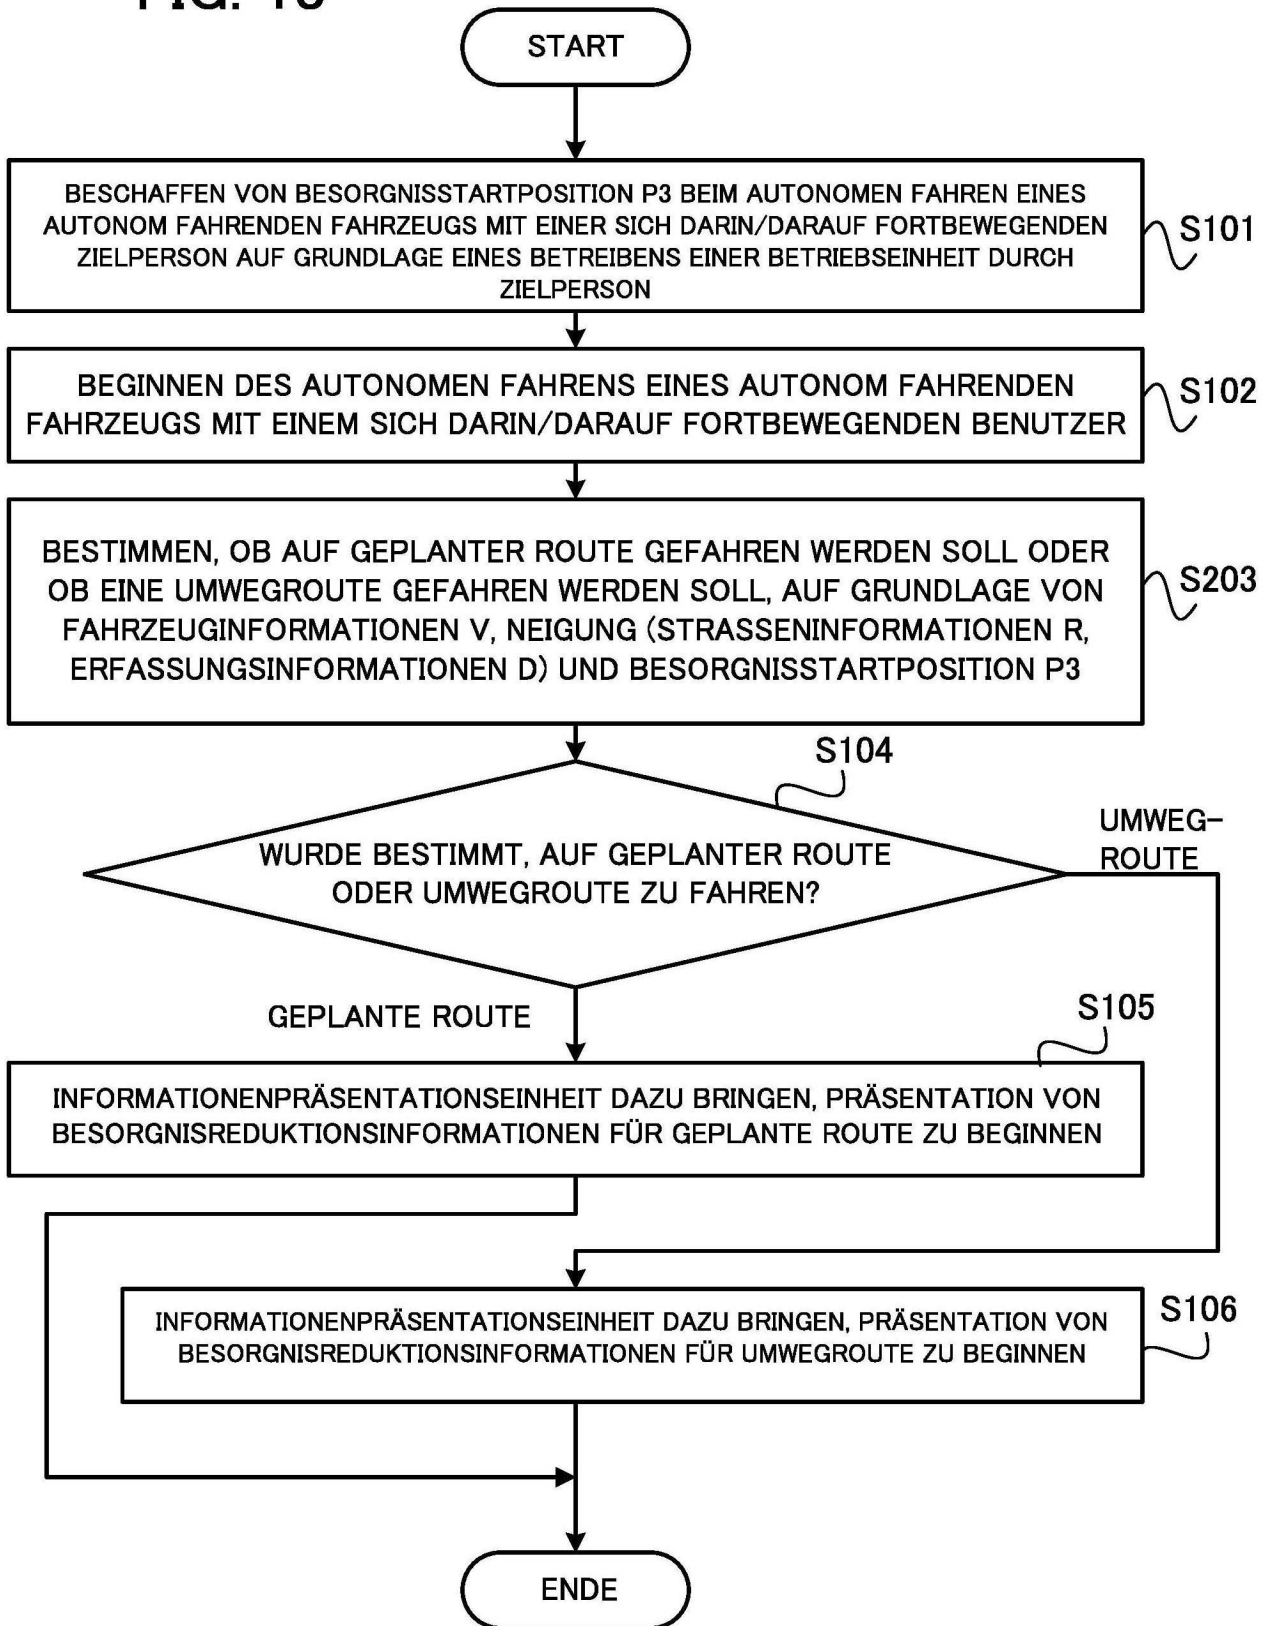 START
BESCHAFFEN VON BESORGNISSTARTPOSITION P3 BEIM AUTONOMEN FAHREN EINES
AUTONOM FAHRENDEN FAHRZEUGS MIT EINER SICH DARIN/DARAUF FORTBEWEGENDEN
ZIELPERSON AUF GRUNDLAGE EINES BETREIBENS EINER BETRIEBSEINHEIT DURCH
ZIELPERSON
S101
BEGINNEN DES AUTONOMEN FAHRENS EINES AUTONOM FAHRENDEN
FAHRZEUGS MIT EINEM SICH DARIN/DARAUF FORTBEWEGENDEN BENUTZER
S102
BESTIMMEN, OB AUF GEPLANTER ROUTE GEFAHREN WERDEN SOLL ODER
OB EINE UMWEGROUTE GEFAHREN WERDEN SOLL, AUF GRUNDLAGE VON
FAHRZEUGINFORMATIONEN V, NEIGUNG (STRASSENINFORMATIONEN R,
ERFASSUNGSINFORMATIONEN D) UND BESORGNISSTARTPOSITION P3
S203
S104
WURDE BESTIMMT, AUF GEPLANTER ROUTE
ODER UMWEGROUTE ZU FAHREN?
UMWEG-
ROUTE
GEPLANTE ROUTE
S105
INFORMATIONENPRÄSENTATIONSEINHEIT DAZU BRINGEN, PRÄSENTATION VON
BESORGNISREDUKTIONSINFORMATIONEN FÜR GEPLANTE ROUTE ZU BEGINNEN
INFORMATIONENPRÄSENTATIONSEINHEIT DAZU BRINGEN, PRÄSENTATION VON
BESORGNISREDUKTIONSINFORMATIONEN FÜR UMWEGROUTE ZU BEGINNEN
S106
ENDE